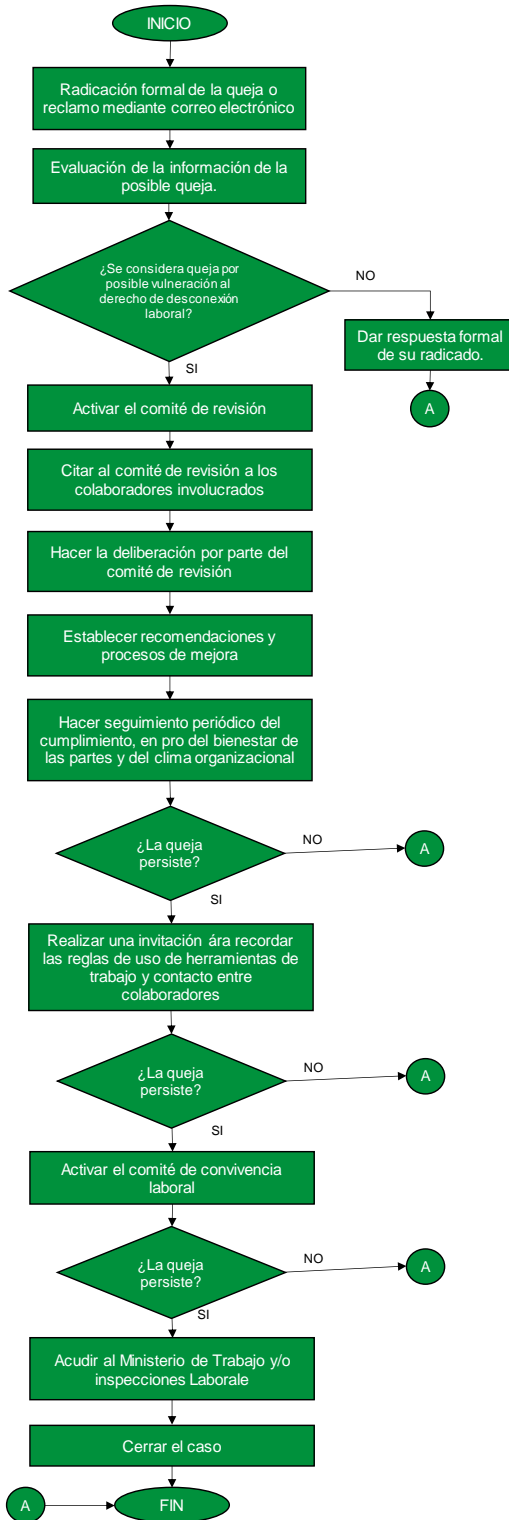 INICIO
Radicación formal de la queja o
reclamo mediante correo electrónico
Evaluación de la información de la
posible queja.
¿Se considera queja por
posible vulneración al
derecho de desconexión
laboral?
NO
Dar respuesta formal
de su radicado.
A
SI
Activar el comité de revisión
Citar al comité de revisión a los
colaboradores involucrados
Hacer la deliberación por parte del
comité de revisión
Establecer recomendaciones y
procesos de mejora
Hacer seguimiento periódico del
cumplimiento, en pro del bienestar de
las partes y del clima organizacional
¿La queja
persiste?
NO
A
SI
Realizar una invitación ára recordar
las reglas de uso de herramientas de
trabajo y contacto entre
colaboradores
¿La queja
persiste?
NO
A
SI
Activar el comité de convivencia
laboral
¿La queja
persiste?
NO
A
SI
Acudir al Ministerio de Trabajo y/o
inspecciones Laborale
Cerrar el caso
A
FIN